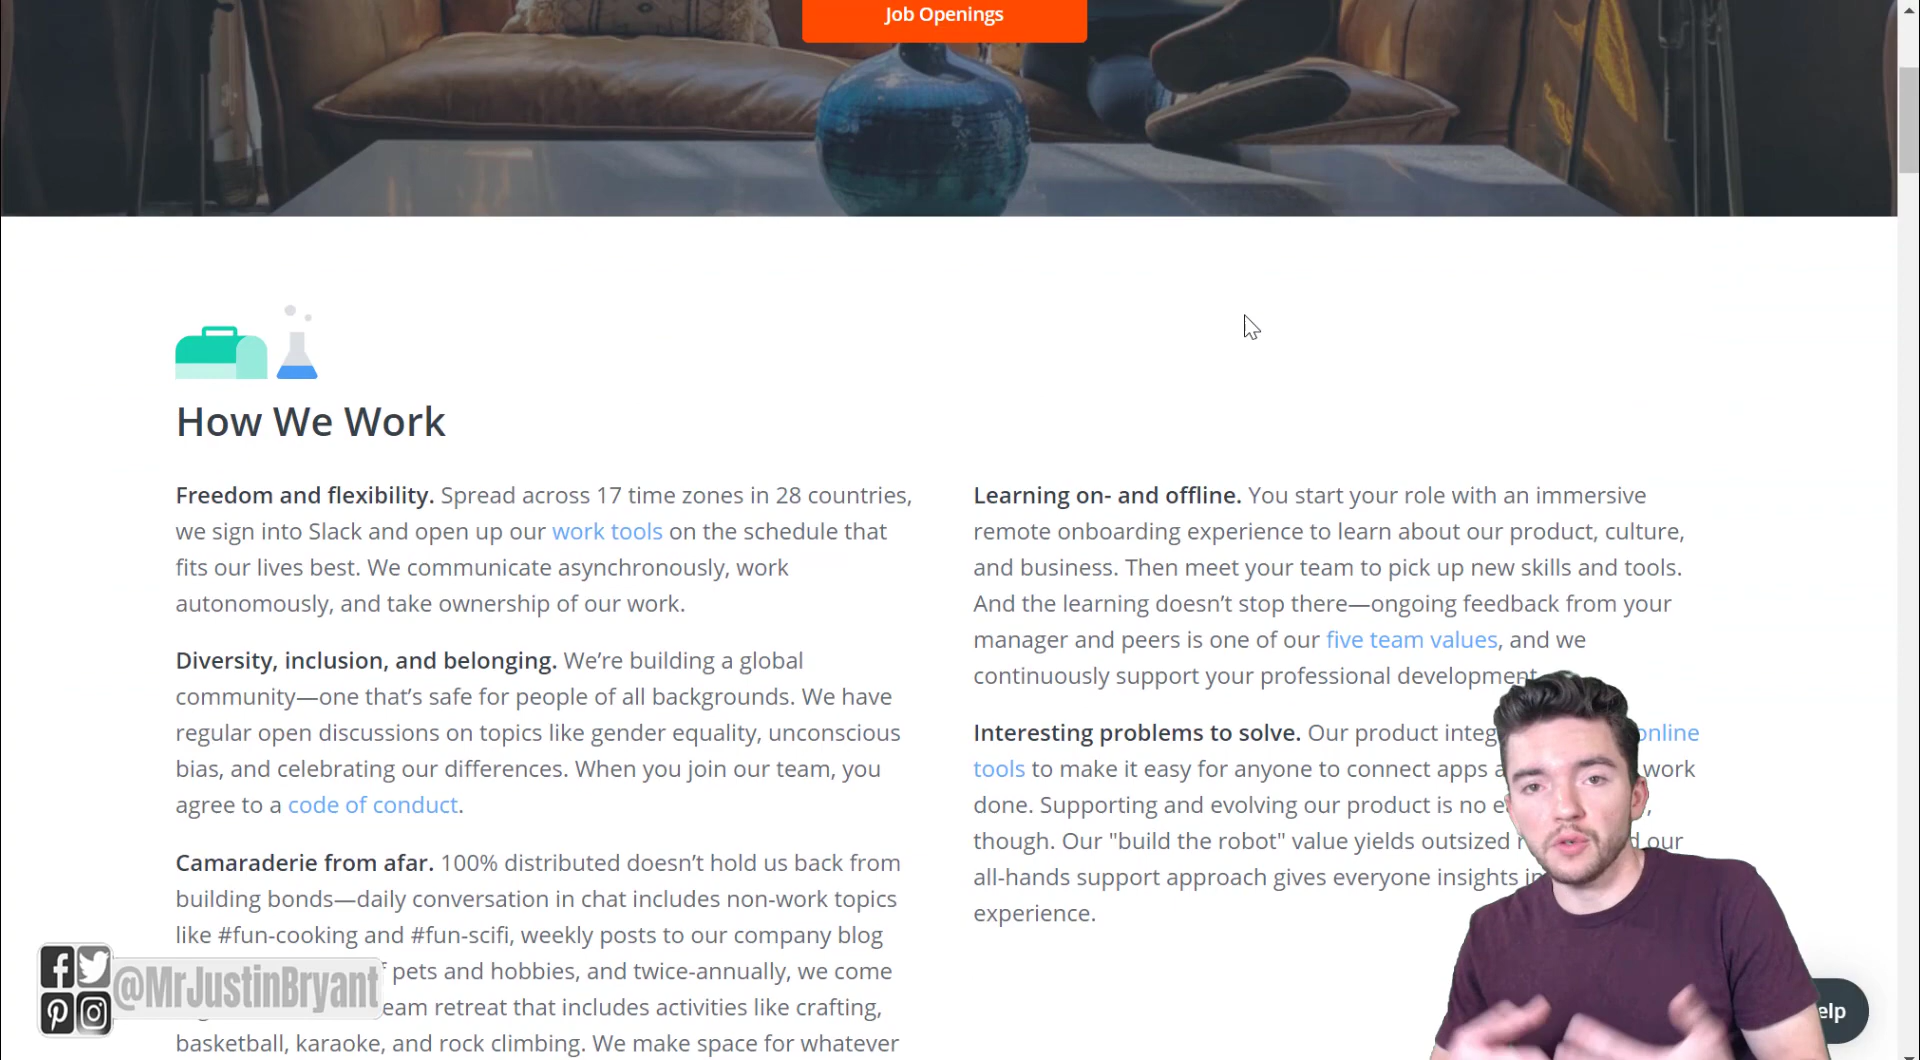 Job Openings
How We Work
Freedom and flexibility. Spread across 17 time zones in 28 countries,
we sign into Slack and open up our work tools on the schedule that
fits our lives best. We communicate asynchronously, work
autonomously, and take ownership of our work.
Diversity, inclusion, and belonging. We’re building a global
community—one that’s safe for people of all backgrounds. We have
regular open discussions on topics like gender equality, unconscious
bias, and celebrating our differences. When you join our team, you
agree to a code of conduct.
Camaraderie from afar. 100% distributed doesn’t hold us back from
building bonds—daily conversation in chat includes non-work topics
like #fun-cooking and #fun-scifi, weekly posts to our company blog
pets and hobbies, and twice-annually, we come
retreat that includes activities like crafting,
basketball, karaoke, and rock climbing. We make space for whatever
Learning on- and offline. You start your role with an immersive
remote onboarding experience to learn about our product, culture,
and business. Then meet your team to pick up new skills and tools.
And the learning doesn’t stop there—ongoing feedback from your
manager and peers is one of our five team values, and we
continuously support your professional development
Interesting problems to solve. Our product online
tools to make it easy for anyone to connect apps work
done. Supporting and evolving our product is no
though. Our "build the robot" value yields outsized our
all-hands support approach gives everyone insights
experience.
@MrJustinBryant